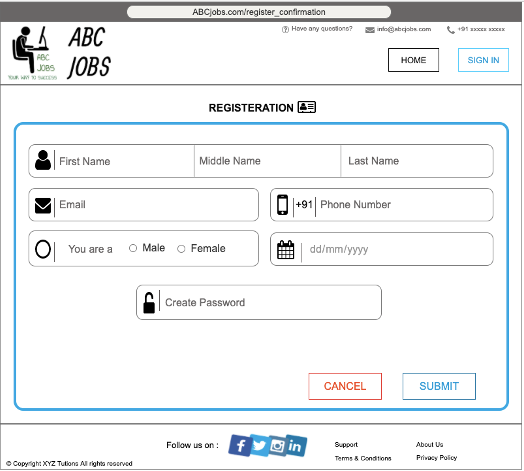 ABCjobs.com/register_confirmation
Have any questions? info@abcjobs.com +91 xxxxx xxxxx
ABC
JOBS
ABC
JOBS
YOUR WAY TO SUCCESS
HOME SIGN IN
REGISTERATION
First Name Middle Name Last Name
Email +91 Phone Number
You are a Male Female dd/mm/yyyy
Create Password
CANCEL SUBMIT
Follow us on : f in Support About Us
Terms & Conditions Privacy Policy
© Copyright XYZ Tutions All rights reserved